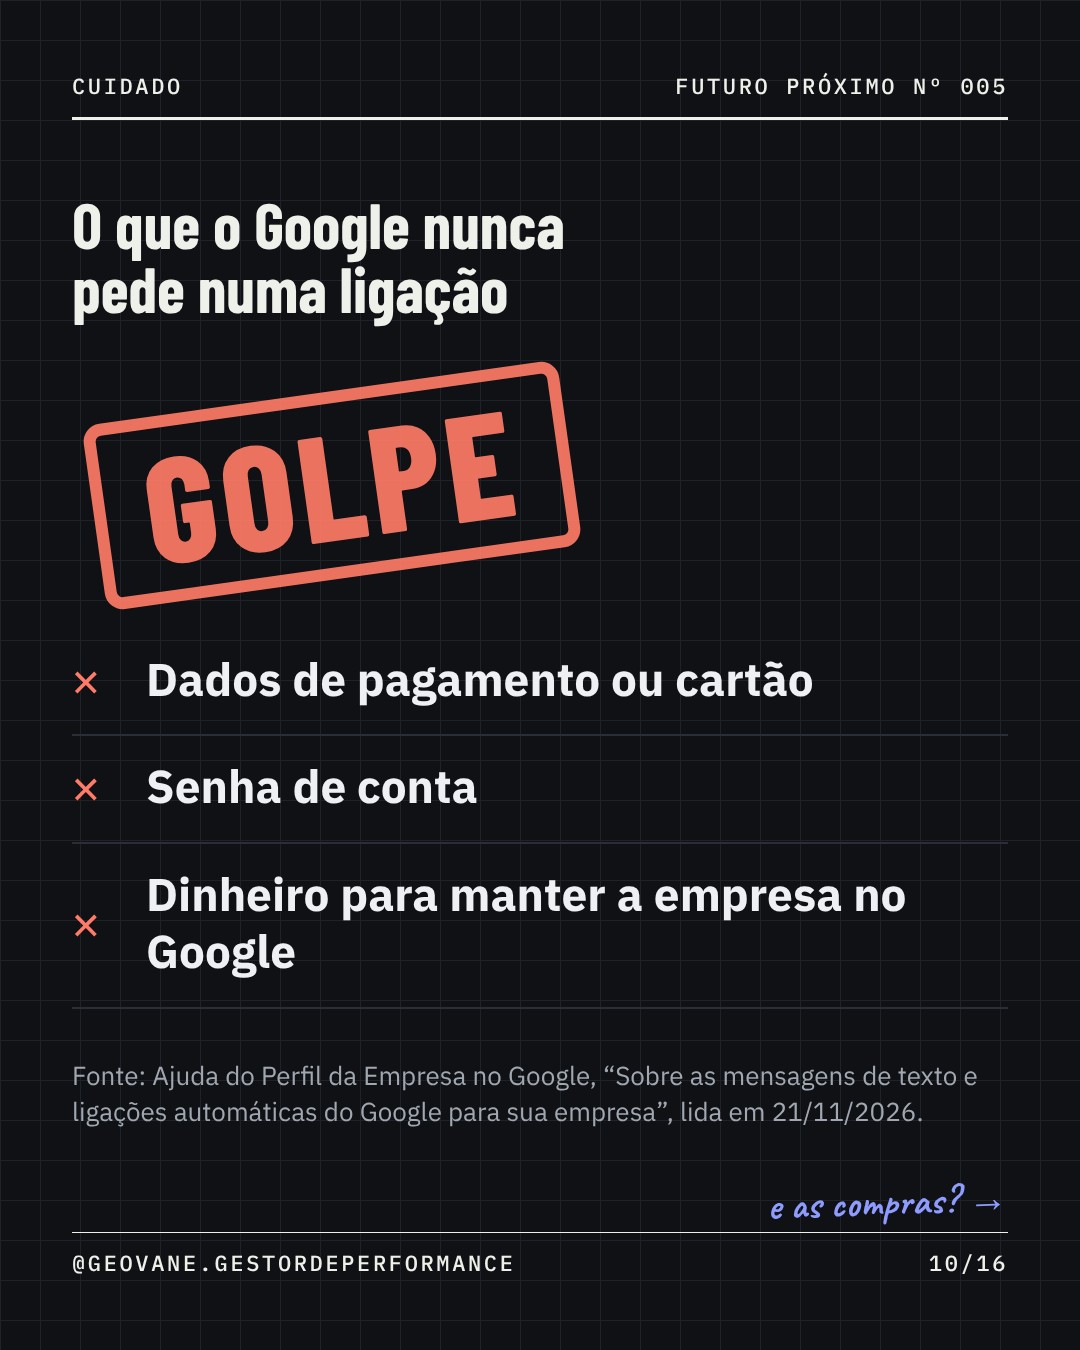 CUIDADO
FUTURO PRÓXIMO Nº 005
O que o Google nunca
pede numa ligação
GOLPE
× Dados de pagamento ou cartão
× Senha de conta
× Dinheiro para manter a empresa no
Google
Fonte: Ajuda do Perfil da Empresa no Google, “Sobre as mensagens de texto e
ligações automáticas do Google para sua empresa”, lida em 21/11/2026.
e as compras? →
@GEOVANE.GESTORDEPERFORMANCE
10/16